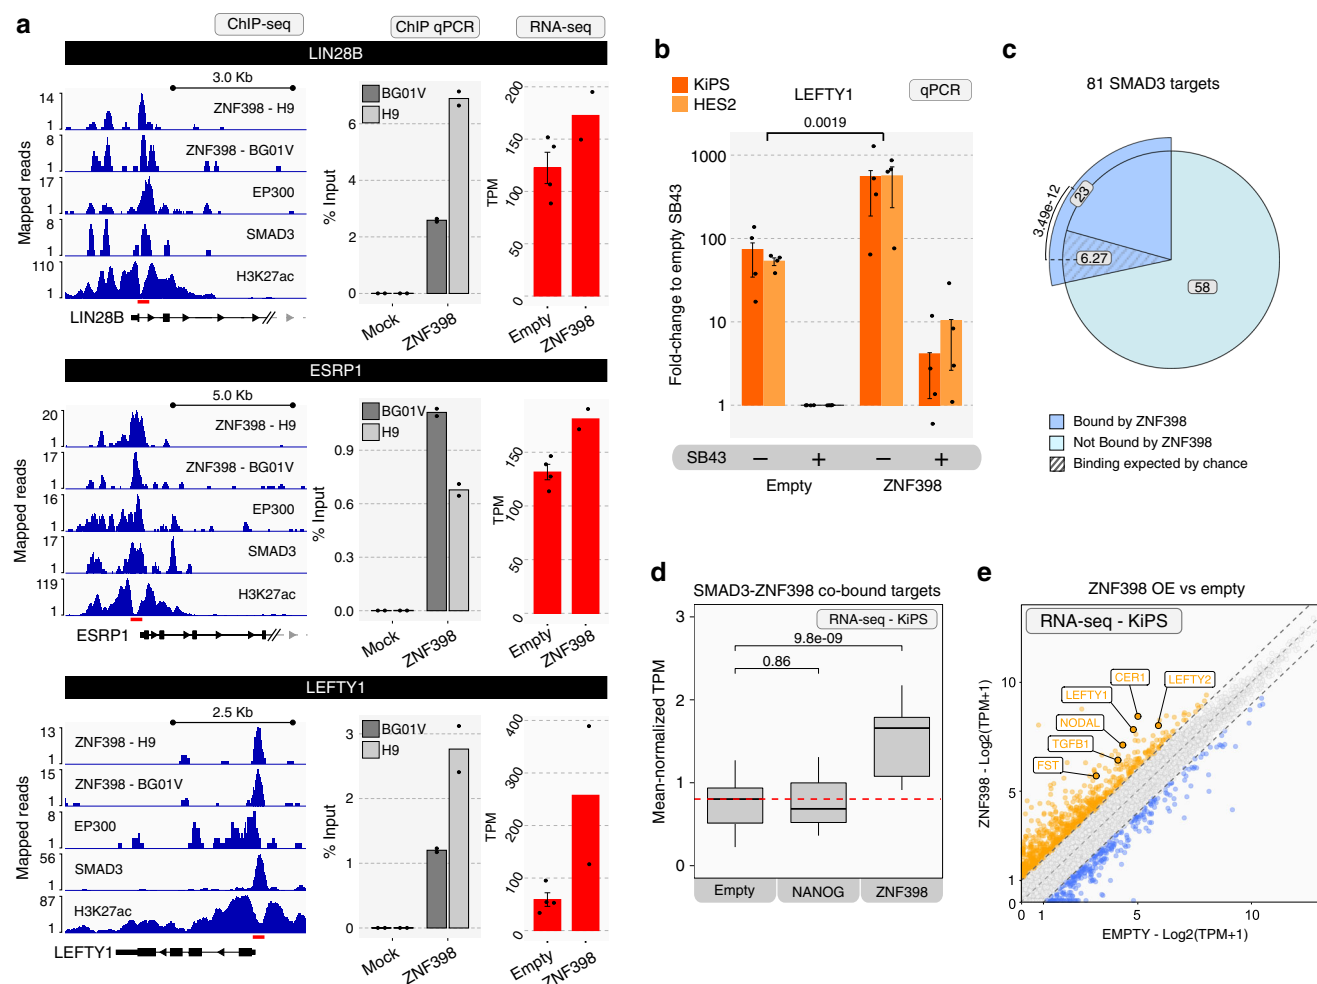 a
ChIP-seq
ChIP qPCR
RNA-seq
LIN28B
3.0 Kb
Mapped reads
14
1
ZNF398 - H9
8
1
ZNF398 - BG01V
17
1
EP300
8
1
SMAD3
110
1
H3K27ac
LIN28B
% Input
BG01V
H9
6
4
2
0
Mock
ZNF398
TPM
200
150
100
50
0
Empty
ZNF398
ESRP1
5.0 Kb
Mapped reads
20
1
ZNF398 - H9
17
1
ZNF398 - BG01V
16
1
EP300
17
1
SMAD3
119
1
H3K27ac
ESRP1
% Input
BG01V
H9
0.9
0.6
0.3
0.0
Mock
ZNF398
TPM
150
100
50
0
Empty
ZNF398
LEFTY1
2.5 Kb
Mapped reads
13
1
ZNF398 - H9
15
1
ZNF398 - BG01V
8
1
EP300
56
1
SMAD3
87
1
H3K27ac
LEFTY1
% Input
BG01V
H9
3
2
1
0
Mock
ZNF398
TPM
400
300
200
100
0
Empty
ZNF398
b
KiPS
HES2
LEFTY1
qPCR
0.0019
Fold-change to empty SB43
1000
100
10
1
SB43
− + − +
Empty
ZNF398
c
81 SMAD3 targets
3.49e-12
23
6.27
58
Bound by ZNF398
Not Bound by ZNF398
Binding expected by chance
d
SMAD3-ZNF398 co-bound targets
RNA-seq - KiPS
9.8e-09
0.86
Mean-normalized TPM
3
2
1
0
Empty
NANOG
ZNF398
e
ZNF398 OE vs empty
RNA-seq - KiPS
CER1
LEFTY2
LEFTY1
NODAL
TGFB1
FST
ZNF398 - Log2(TPM+1)
10
5
1
0
0 1 5 10
EMPTY - Log2(TPM+1)